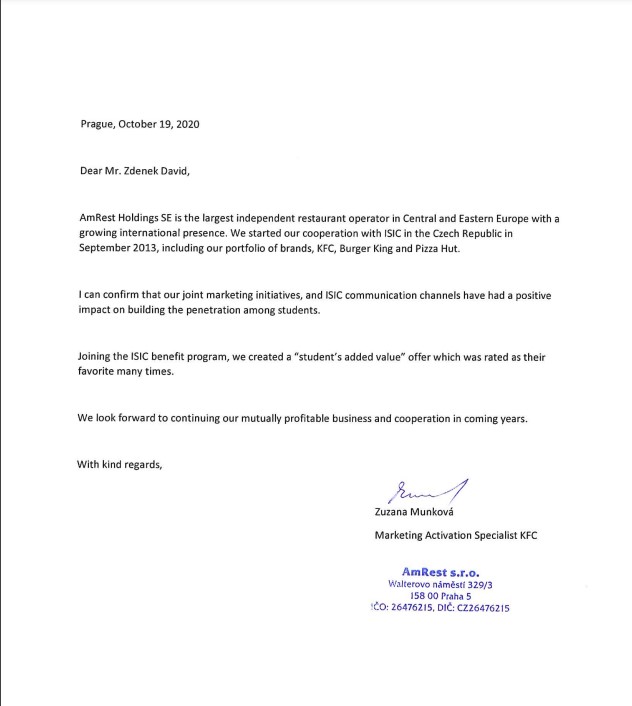 Prague, October 19, 2020
Dear Mr. Zdenek David,
AmRest Holdings SE is the largest independent restaurant operator in Central and Eastern Europe with a
growing international presence. We started our cooperation with ISIC in the Czech Republic in
September 2013, including our portfolio of brands, KFC, Burger King and Pizza Hut.
I can confirm that our joint marketing initiatives, and ISIC communication channels have had a positive
impact on building the penetration among students.
Joining the ISIC benefit program, we created a “student’s added value” offer which was rated as their
favorite many times.
We look forward to continuing our mutually profitable business and cooperation in coming years.
With kind regards,
Zuzana Munková
Marketing Activation Specialist KFC
AmRest s.r.o.
Walterovo náměstí 329/3
158 00 Praha 5
IČO: 26476215, DIČ: CZ26476215